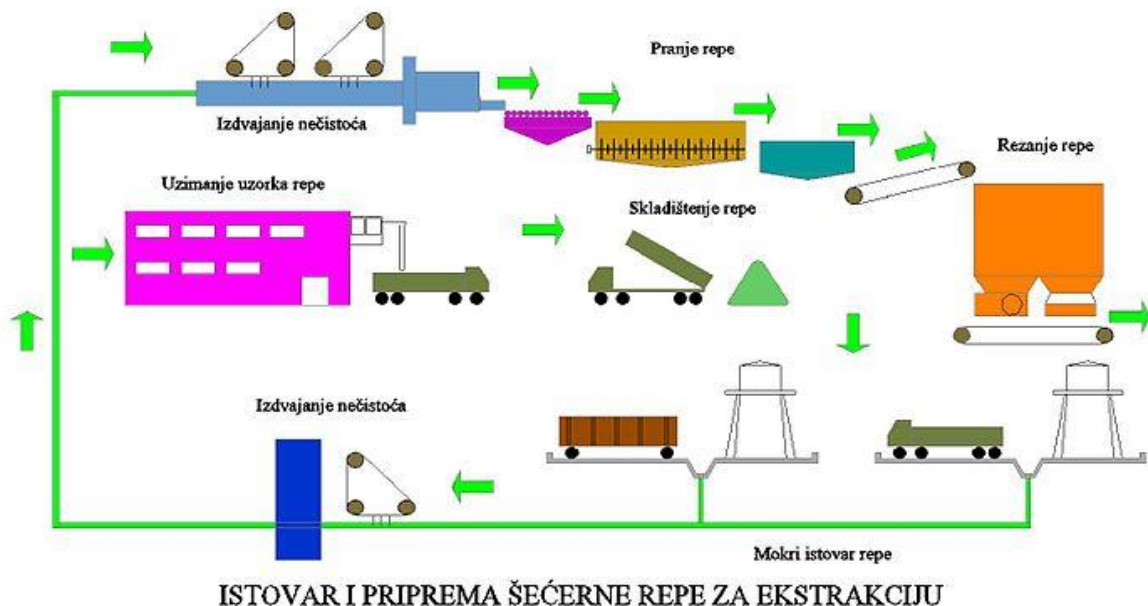 Pranje repe
Izdvajanje nečistoća
Rezanje repe
Uzimanje uzorka repe
Skladištenje repe
Izdvajanje nečistoća
Mokri istovar repe
ISTOVAR I PRIPREMA ŠEĆERNE REPE ZA EKSTRAKCIJU